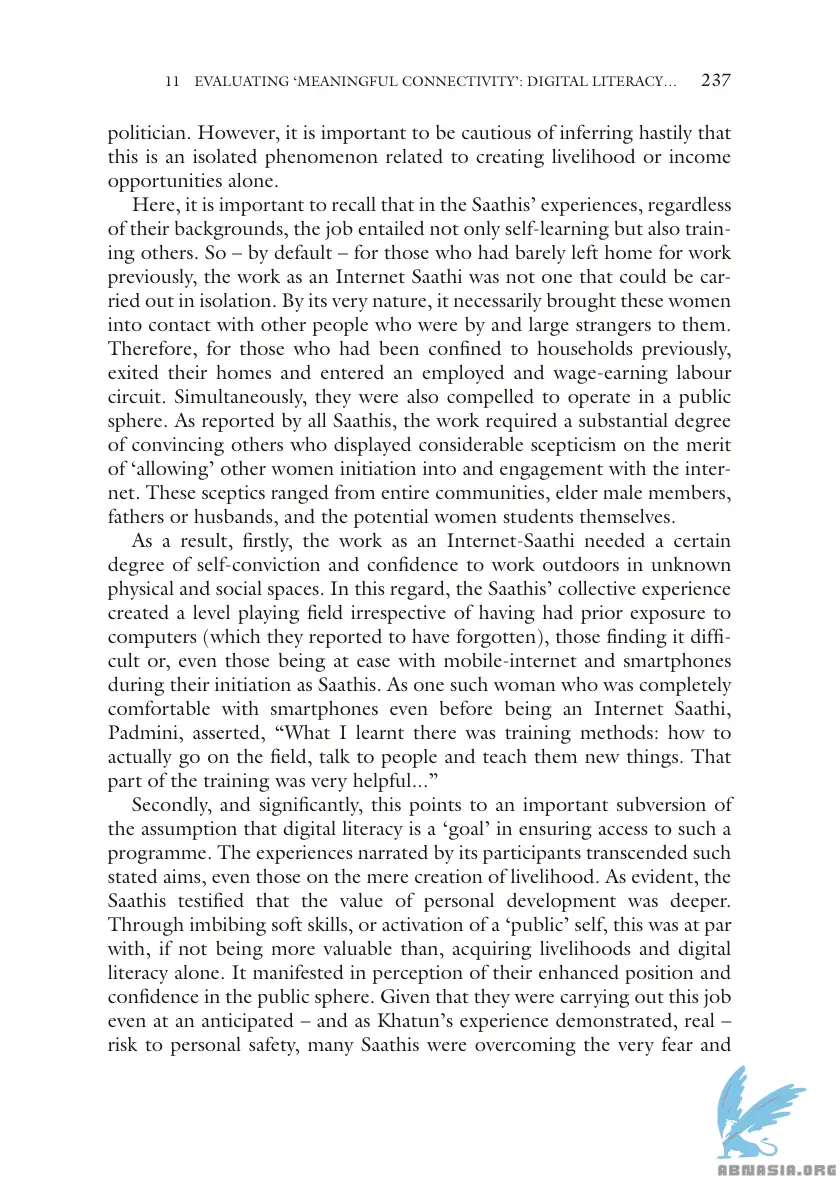 11 EVALUATING ‘MEANINGFUL CONNECTIVITY’: DIGITAL LITERACY… 237
politician. However, it is important to be cautious of inferring hastily that
this is an isolated phenomenon related to creating livelihood or income
opportunities alone.
Here, it is important to recall that in the Saathis’ experiences, regardless
of their backgrounds, the job entailed not only self-learning but also train-
ing others. So – by default – for those who had barely left home for work
previously, the work as an Internet Saathi was not one that could be car-
ried out in isolation. By its very nature, it necessarily brought these women
into contact with other people who were by and large strangers to them.
Therefore, for those who had been confined to households previously,
exited their homes and entered an employed and wage-earning labour
circuit. Simultaneously, they were also compelled to operate in a public
sphere. As reported by all Saathis, the work required a substantial degree
of convincing others who displayed considerable scepticism on the merit
of ‘allowing’ other women initiation into and engagement with the inter-
net. These sceptics ranged from entire communities, elder male members,
fathers or husbands, and the potential women students themselves.
As a result, firstly, the work as an Internet-Saathi needed a certain
degree of self-conviction and confidence to work outdoors in unknown
physical and social spaces. In this regard, the Saathis’ collective experience
created a level playing field irrespective of having had prior exposure to
computers (which they reported to have forgotten), those finding it diffi-
cult or, even those being at ease with mobile-internet and smartphones
during their initiation as Saathis. As one such woman who was completely
comfortable with smartphones even before being an Internet Saathi,
Padmini, asserted, “What I learnt there was training methods: how to
actually go on the field, talk to people and teach them new things. That
part of the training was very helpful…”
Secondly, and significantly, this points to an important subversion of
the assumption that digital literacy is a ‘goal’ in ensuring access to such a
programme. The experiences narrated by its participants transcended such
stated aims, even those on the mere creation of livelihood. As evident, the
Saathis testified that the value of personal development was deeper.
Through imbibing soft skills, or activation of a ‘public’ self, this was at par
with, if not being more valuable than, acquiring livelihoods and digital
literacy alone. It manifested in perception of their enhanced position and
confidence in the public sphere. Given that they were carrying out this job
even at an anticipated – and as Khatun’s experience demonstrated, real –
risk to personal safety, many Saathis were overcoming the very fear and
ABNASIA.ORG